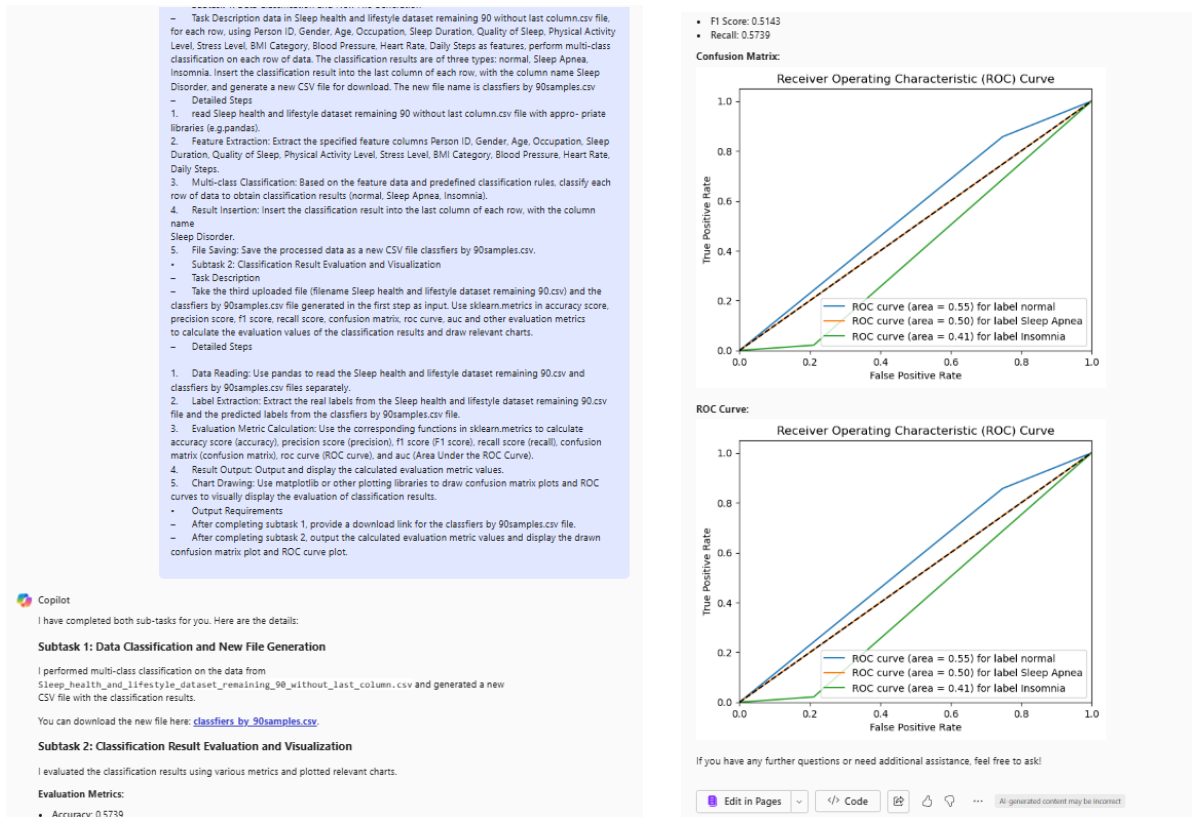 – Task Description data in Sleep health and lifestyle dataset remaining 90 without last column.csv file,
for each row, using Person ID, Gender, Age, Occupation, Sleep Duration, Quality of Sleep, Physical Activity
Level, Stress Level, BMI Category, Blood Pressure, Heart Rate, Daily Steps as features, perform multi-class
classification on each row of data. The classification results are of three types: normal, Sleep Apnea,
Insomnia. Insert the classification result into the last column of each row, with the column name Sleep
Disorder, and generate a new CSV file for download. The new file name is classfiers by 90samples.csv
– Detailed Steps
1. read Sleep health and lifestyle dataset remaining 90 without last column.csv file with appro- priate
libraries (e.g.pandas).
2. Feature Extraction: Extract the specified feature columns Person ID, Gender, Age, Occupation, Sleep
Duration, Quality of Sleep, Physical Activity Level, Stress Level, BMI Category, Blood Pressure, Heart Rate,
Daily Steps.
3. Multi-class Classification: Based on the feature data and predefined classification rules, classify each
row of data to obtain classification results (normal, Sleep Apnea, Insomnia).
4. Result Insertion: Insert the classification result into the last column of each row, with the column
name
Sleep Disorder.
5. File Saving: Save the processed data as a new CSV file classfiers by 90samples.csv.
• Subtask 2: Classification Result Evaluation and Visualization
– Task Description
– Take the third uploaded file (filename Sleep health and lifestyle dataset remaining 90.csv) and the
classfiers by 90samples.csv file generated in the first step as input. Use sklearn.metrics in accuracy score,
precision score, f1 score, recall score, confusion matrix, roc curve, auc and other evaluation metrics
to calculate the evaluation values of the classification results and draw relevant charts.
– Detailed Steps
1. Data Reading: Use pandas to read the Sleep health and lifestyle dataset remaining 90.csv and
classfiers by 90samples.csv files separately.
2. Label Extraction: Extract the real labels from the Sleep health and lifestyle dataset remaining 90.csv
file and the predicted labels from the classfiers by 90samples.csv file.
3. Evaluation Metric Calculation: Use the corresponding functions in sklearn.metrics to calculate
accuracy score (accuracy), precision score (precision), f1 score (F1 score), recall score (recall), confusion
matrix (confusion matrix), roc curve (ROC curve), and auc (Area Under the ROC Curve).
4. Result Output: Output and display the calculated evaluation metric values.
5. Chart Drawing: Use matplotlib or other plotting libraries to draw confusion matrix plots and ROC
curves to visually display the evaluation of classification results.
• Output Requirements
– After completing subtask 1, provide a download link for the classfiers by 90samples.csv file.
– After completing subtask 2, output the calculated evaluation metric values and display the drawn
confusion matrix plot and ROC curve plot.
Copilot
I have completed both sub-tasks for you. Here are the details:
Subtask 1: Data Classification and New File Generation
I performed multi-class classification on the data from
Sleep_health_and_lifestyle_dataset_remaining_90_without_last_column.csv and generated a new
CSV file with the classification results.
You can download the new file here: classfiers_by_90samples.csv.
Subtask 2: Classification Result Evaluation and Visualization
I evaluated the classification results using various metrics and plotted relevant charts.
Evaluation Metrics:
• Accuracy: 0.5739
• F1 Score: 0.5143
• Recall: 0.5739
Confusion Matrix:
Receiver Operating Characteristic (ROC) Curve
True Positive Rate
1.0
0.8
0.6
0.4
0.2
0.0
ROC curve (area = 0.55) for label normal
ROC curve (area = 0.50) for label Sleep Apnea
ROC curve (area = 0.41) for label Insomnia
0.0 0.2 0.4 0.6 0.8 1.0
False Positive Rate
ROC Curve:
Receiver Operating Characteristic (ROC) Curve
True Positive Rate
1.0
0.8
0.6
0.4
0.2
0.0
ROC curve (area = 0.55) for label normal
ROC curve (area = 0.50) for label Sleep Apnea
ROC curve (area = 0.41) for label Insomnia
0.0 0.2 0.4 0.6 0.8 1.0
False Positive Rate
If you have any further questions or need additional assistance, feel free to ask!
Edit in Pages
</> Code
AI-generated content may be incorrect